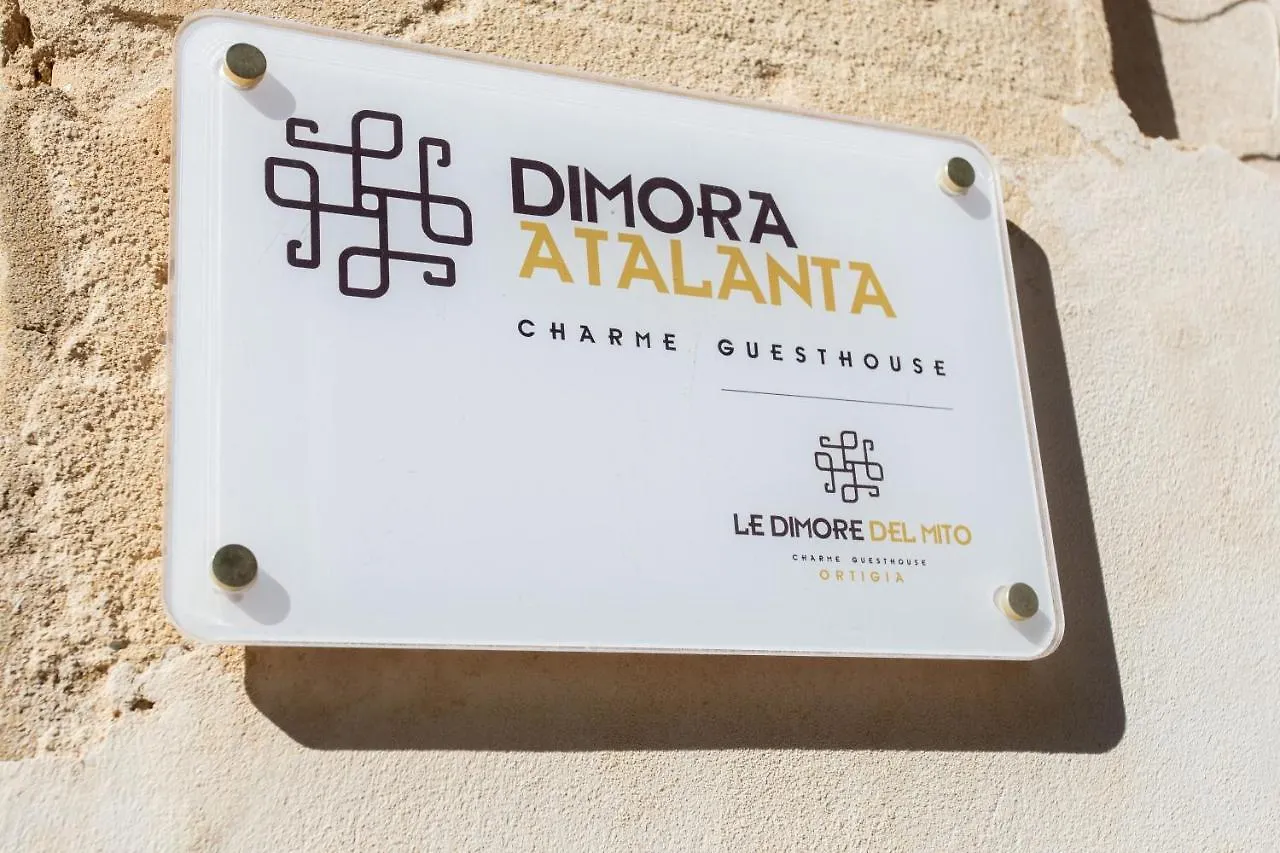 DIMORA
ATALANTA
CHARME GUESTHOUSE
LE DIMORE DEL MITO
CHARME GUESTHOUSE
ORTIGIA